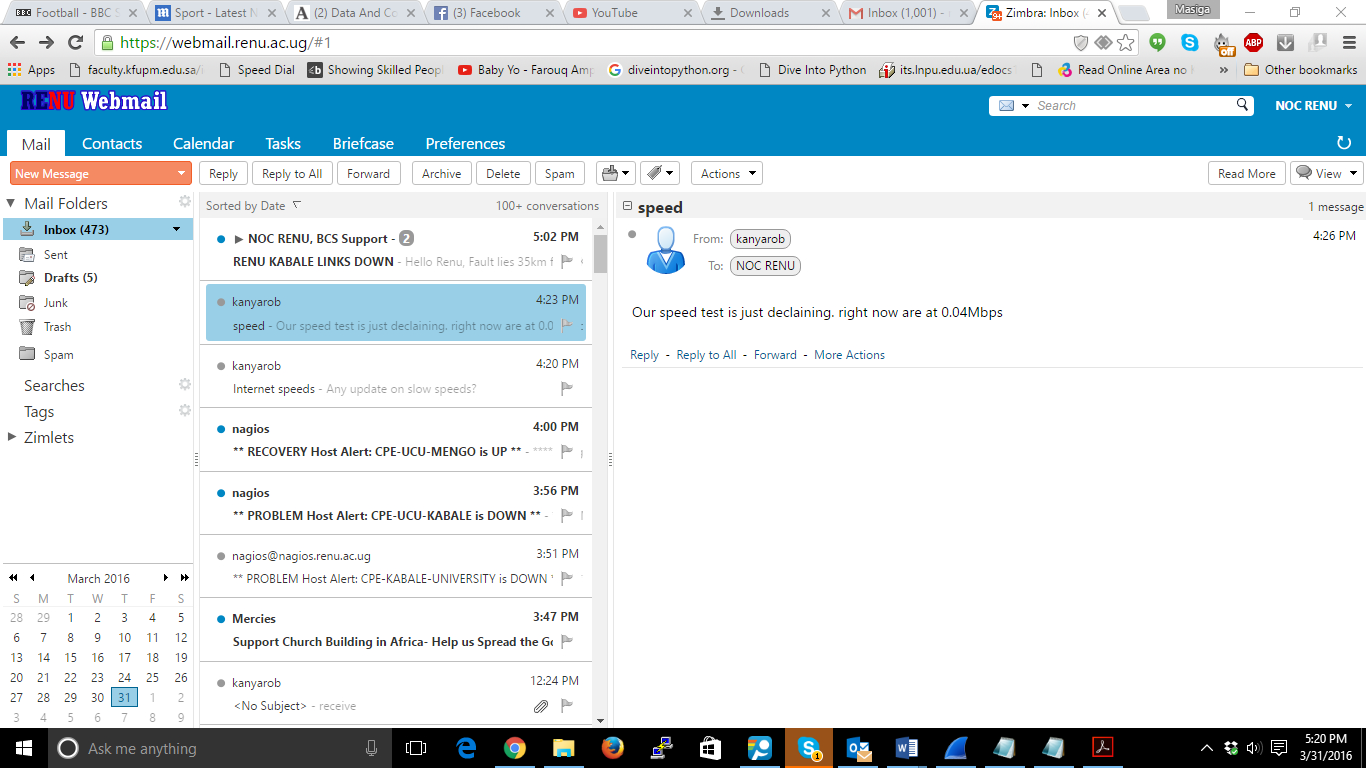 Football - BBC S
Sport - Latest N
(2) Data And Co
(3) Facebook
YouTube
Downloads
Inbox (1,001) -
Zimbra: Inbox (
Masiga
https://webmail.renu.ac.ug/#1
ABP
off
Apps
faculty.kfupm.edu.sa/i
Speed Dial
Showing Skilled Peop
Baby Yo - Farouq Amp
diveintopython.org - G
Dive Into Python
its.lnpu.edu.ua/edocs
Read Online Area no
»
Other bookmarks
RENU Webmail
Search
NOC RENU
Mail
Contacts
Calendar
Tasks
Briefcase
Preferences
New Message
Reply
Reply to All
Forward
Archive
Delete
Spam
Actions
Read More
View
Mail Folders
Inbox (473)
Sent
Drafts (5)
Junk
Trash
Spam
Searches
Tags
Zimlets
March 2016
S M T W T F S
28 29 1 2 3 4 5
6 7 8 9 10 11 12
13 14 15 16 17 18 19
20 21 22 23 24 25 26
27 28 29 30 31 1 2
3 4 5 6 7 8 9
Sorted by Date
100+ conversations
NOC RENU, BCS Support - 2 5:02 PM
RENU KABALE LINKS DOWN - Hello Renu, Fault lies 35km f
kanyarob 4:23 PM
speed - Our speed test is just declaining. right now are at 0.0
kanyarob 4:20 PM
Internet speeds - Any update on slow speeds?
nagios 4:00 PM
** RECOVERY Host Alert: CPE-UCU-MENGO is UP ** - ****
nagios 3:56 PM
** PROBLEM Host Alert: CPE-UCU-KABALE is DOWN ** -
nagios@nagios.renu.ac.ug 3:51 PM
** PROBLEM Host Alert: CPE-KABALE-UNIVERSITY is DOWN *
Mercies 3:47 PM
Support Church Building in Africa- Help us Spread the Go
kanyarob 12:24 PM
<No Subject> - receive
speed
1 message
From: kanyarob 4:26 PM
To: NOC RENU
Our speed test is just declaining. right now are at 0.04Mbps
Reply - Reply to All - Forward - More Actions
Ask me anything
5:20 PM
3/31/2016